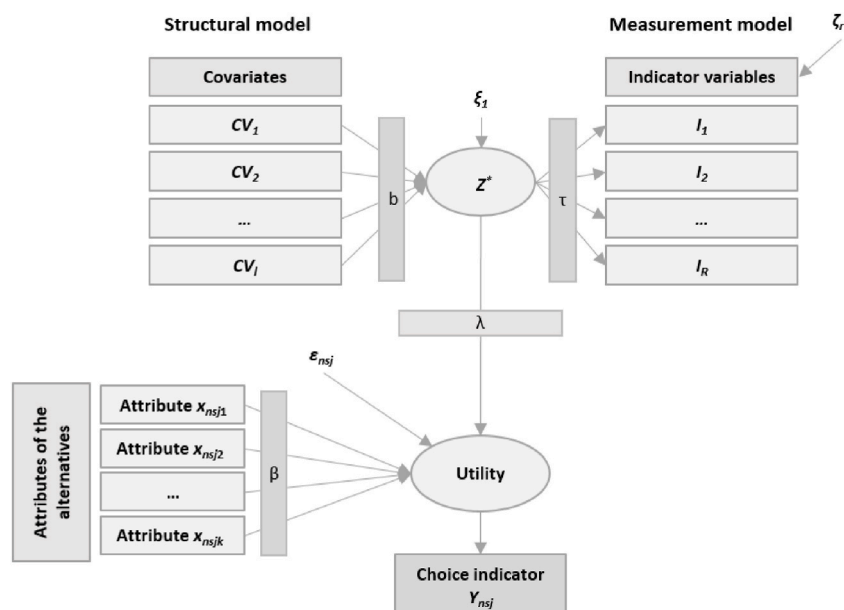 Structural model
Measurement model
ζr
Covariates
Indicator variables
ξ1
CV1
CV2
...
CVl
b
Z*
τ
I1
I2
...
IR
λ
εnsj
Attributes of the
alternatives
Attribute xnsj1
Attribute xnsj2
...
Attribute xnsjk
β
Utility
Choice indicator
Ynsj